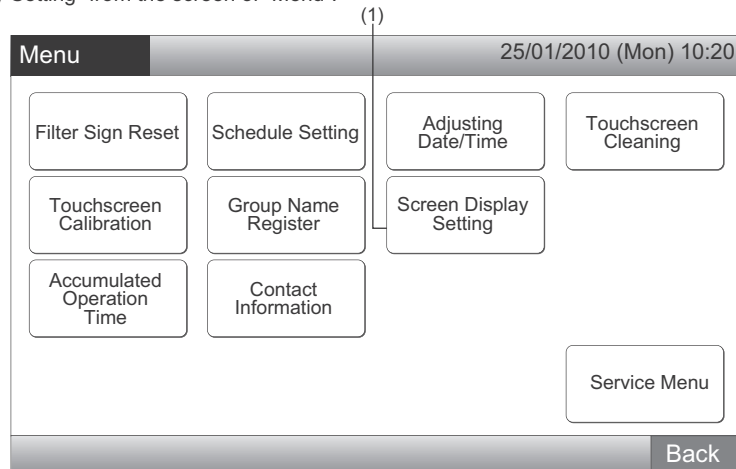 Setting" from the screen of "Menu".
(1)
Menu
25/01/2010 (Mon) 10:20
Filter Sign Reset
Schedule Setting
Adjusting
Date/Time
Touchscreen
Cleaning
Touchscreen
Calibration
Group Name
Register
Screen Display
Setting
Accumulated
Operation
Time
Contact
Information
Service Menu
Back